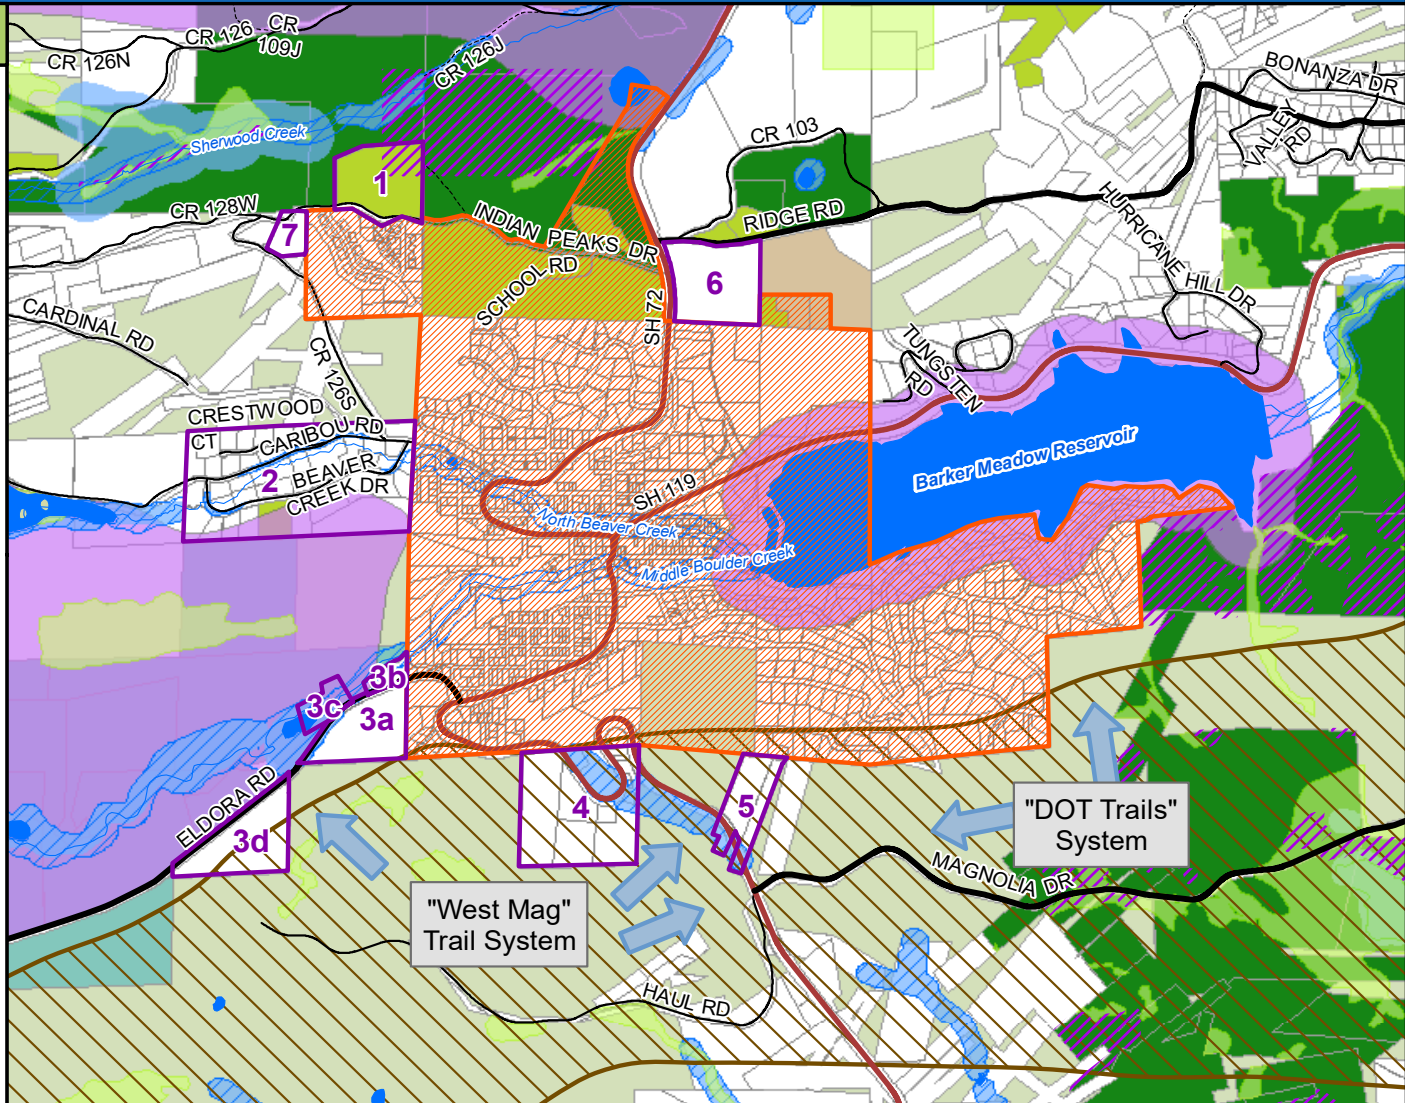 CR 126
CR
109J
CR 126N
CR 126J
BONANZA DR
VALLEY
RD
Sherwood Creek
CR 103
1
CR 128W
7
INDIAN PEAKS DR
RIDGE RD
HURRICANE HILL DR
SCHOOL RD
6
SH 72
CARDINAL RD
CR 126S
TUNGSTEN
RD
CRESTWOOD
CT
CARIBOU RD
2
BEAVER
CREEK DR
Barker Meadow Reservoir
SH 119
North Beaver Creek
Middle Boulder Creek
3b
3c
3a
ELDORA RD
3d
4
5
"DOT Trails"
System
MAGNOLIA DR
"West Mag"
Trail System
HAUL RD